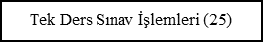 Tek Ders Sınav İşlemleri (25)